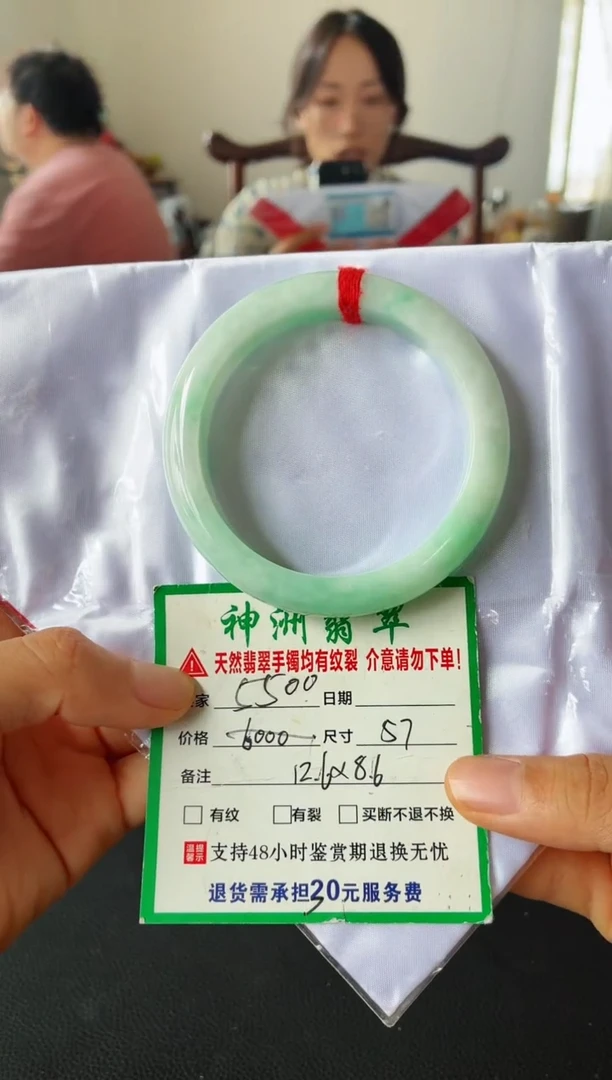 神洲翡翠
天然翡翠手镯均有纹裂 介意请勿下单!
家 5500 日期
价格 6000 · 尺寸 57
备注 12.6x8.6
有纹 有裂 买断不退不换
温馨提示 支持48小时鉴赏期退换无忧
退货需承担20元服务费